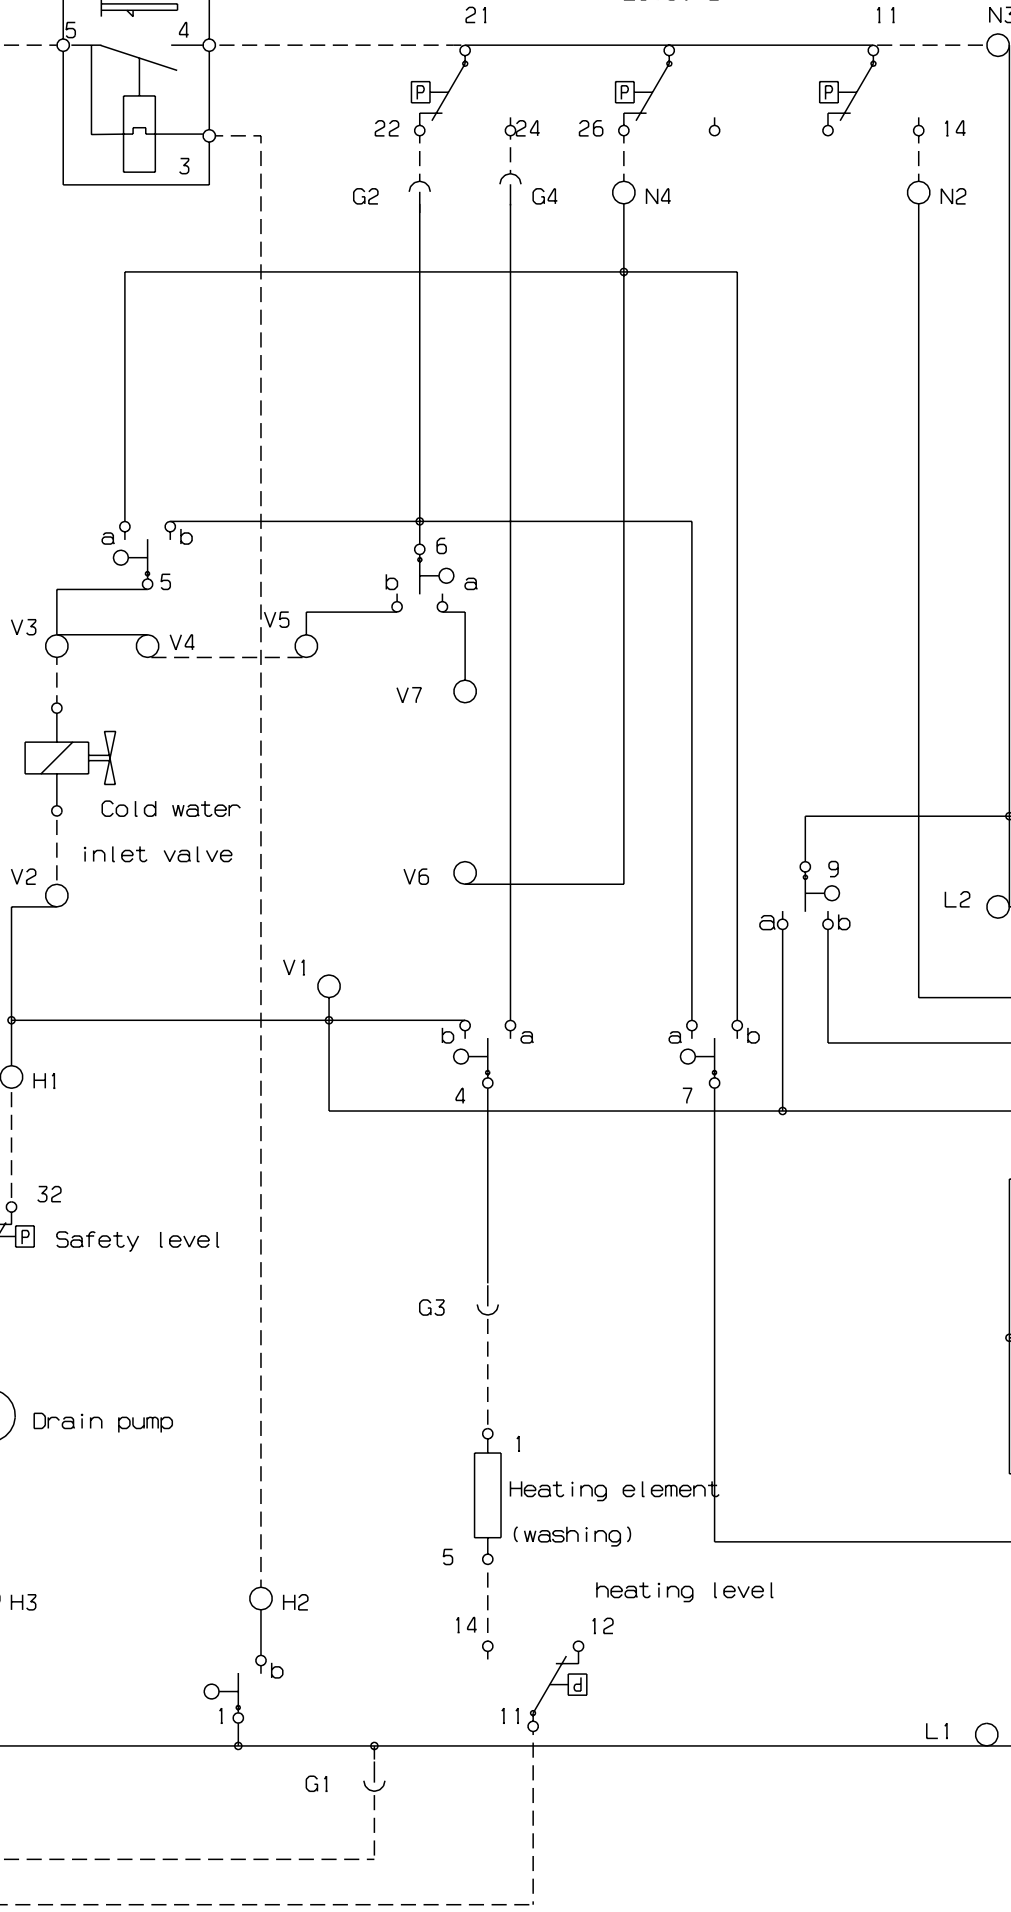 21
11
N3
5
4
P
P
P
22
24
26
14
3
G2
G4
N4
N2
a
b
6
5
b
a
V3
V4
V5
V7
Cold water
inlet valve
V2
V6
9
L2
a
b
V1
b
a
a
b
H1
4
7
32
P
Safety level
G3
Drain pump
1
Heating element
(washing)
5
heating level
H3
H2
14
12
b
P
1
11
L1
G1